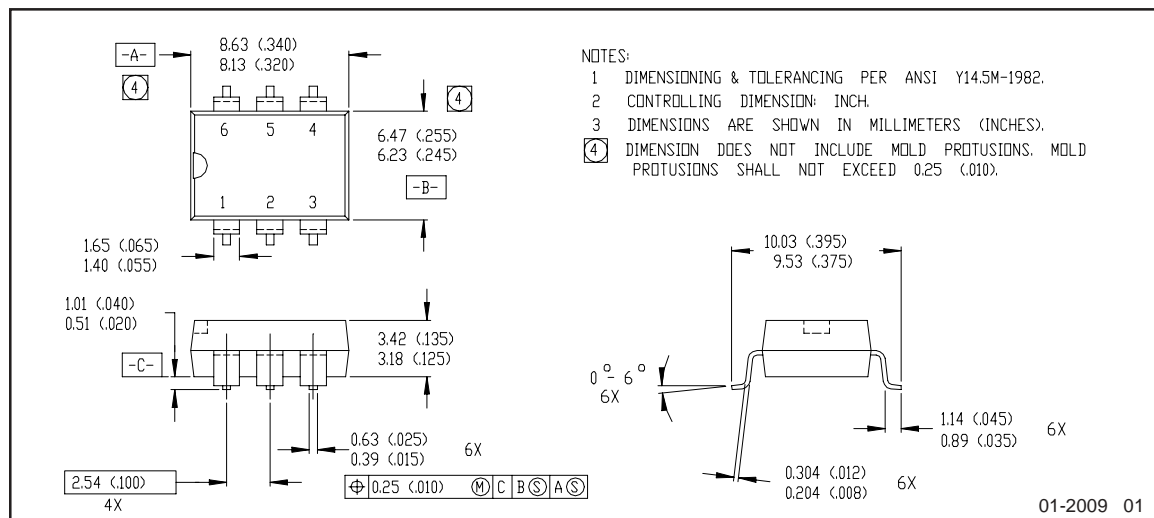 -A-
8.63 (.340)
8.13 (.320)
4
4
6 5 4
6.47 (.255)
6.23 (.245)
-B-
1 2 3
1.65 (.065)
1.40 (.055)
1.01 (.040)
0.51 (.020)
3.42 (.135)
3.18 (.125)
-C-
0.63 (.025)
0.39 (.015)
6X
2.54 (.100)
4X
⌖ 0.25 (.010) Ⓜ C B Ⓢ A Ⓢ
NOTES:
1 DIMENSIONING & TOLERANCING PER ANSI Y14.5M-1982.
2 CONTROLLING DIMENSION: INCH.
3 DIMENSIONS ARE SHOWN IN MILLIMETERS (INCHES).
4 DIMENSION DOES NOT INCLUDE MOLD PROTUSIONS. MOLD
PROTUSIONS SHALL NOT EXCEED 0.25 (.010).
10.03 (.395)
9.53 (.375)
0°- 6°
6X
1.14 (.045)
0.89 (.035)
6X
0.304 (.012)
0.204 (.008)
6X
01-2009 01